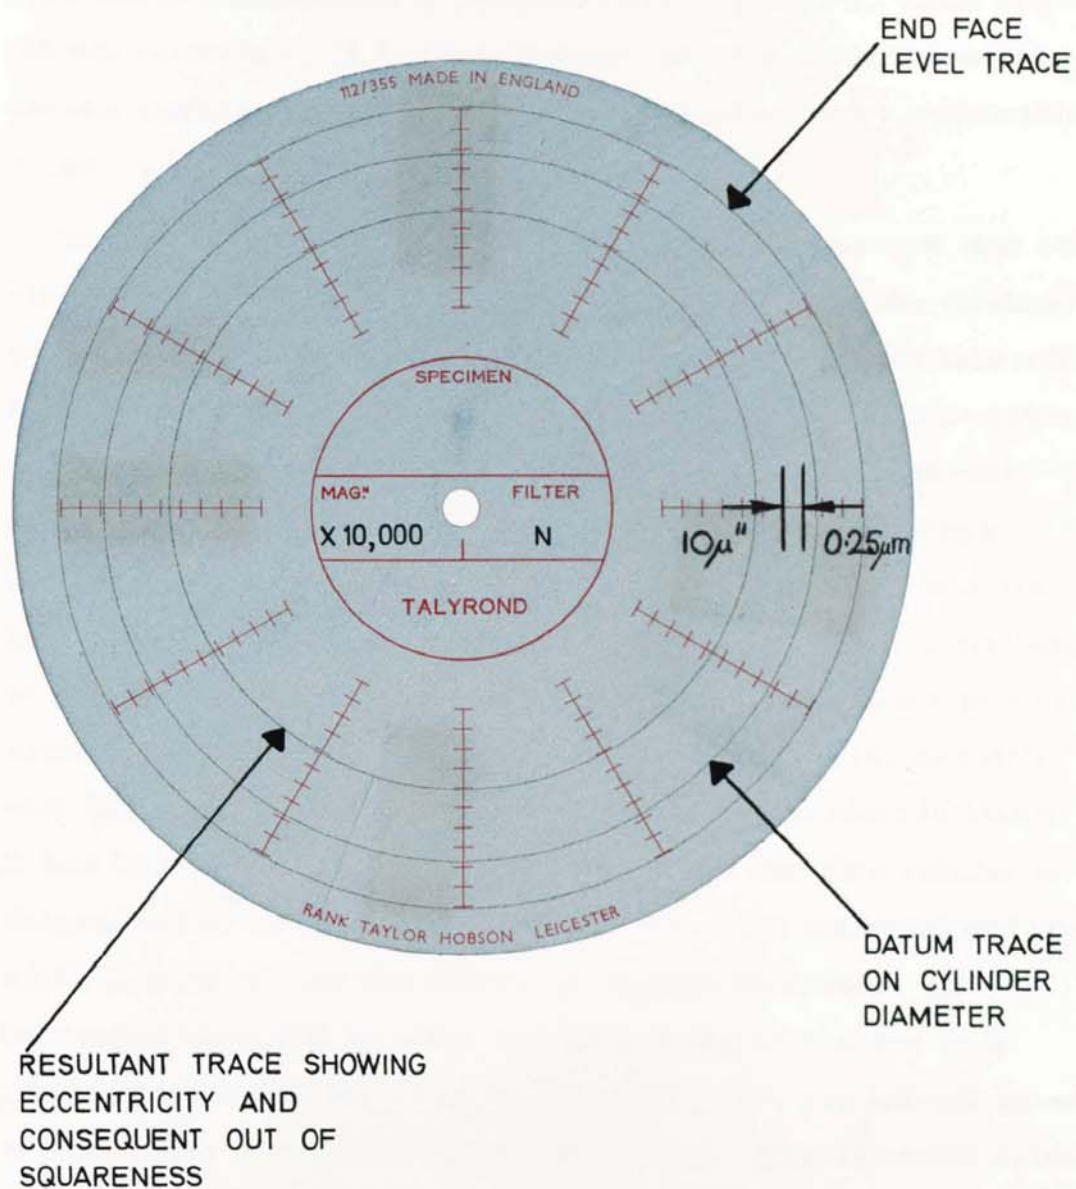 END FACE
LEVEL TRACE
112/355 MADE IN ENGLAND
SPECIMEN
MAG.ᴺ FILTER
X 10,000 N
TALYROND
10µ" 0·25µm
RANK TAYLOR HOBSON LEICESTER
DATUM TRACE
ON CYLINDER
DIAMETER
RESULTANT TRACE SHOWING
ECCENTRICITY AND
CONSEQUENT OUT OF
SQUARENESS